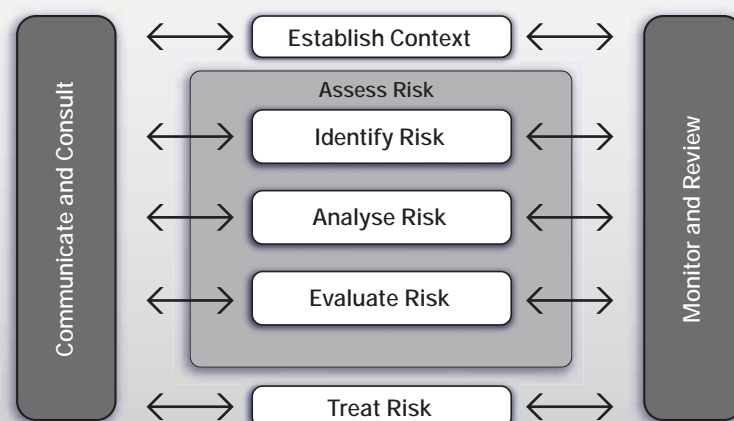 Communicate and Consult
Establish Context
Assess Risk
Identify Risk
Analyse Risk
Evaluate Risk
Treat Risk
Monitor and Review